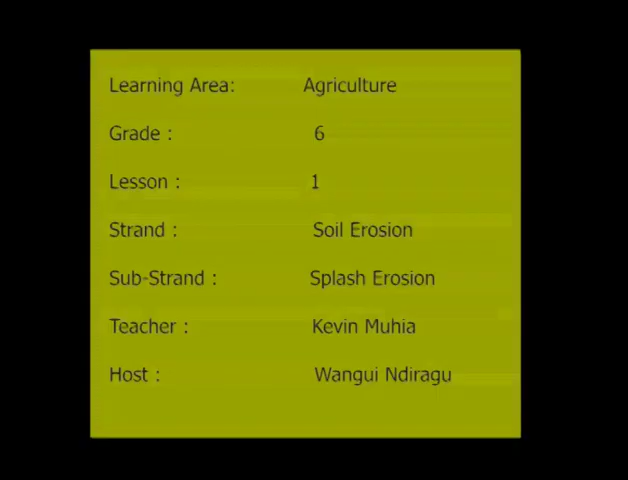 Learning Area: Agriculture
Grade : 6
Lesson : 1
Strand : Soil Erosion
Sub-Strand : Splash Erosion
Teacher : Kevin Muhia
Host : Wangui Ndiragu